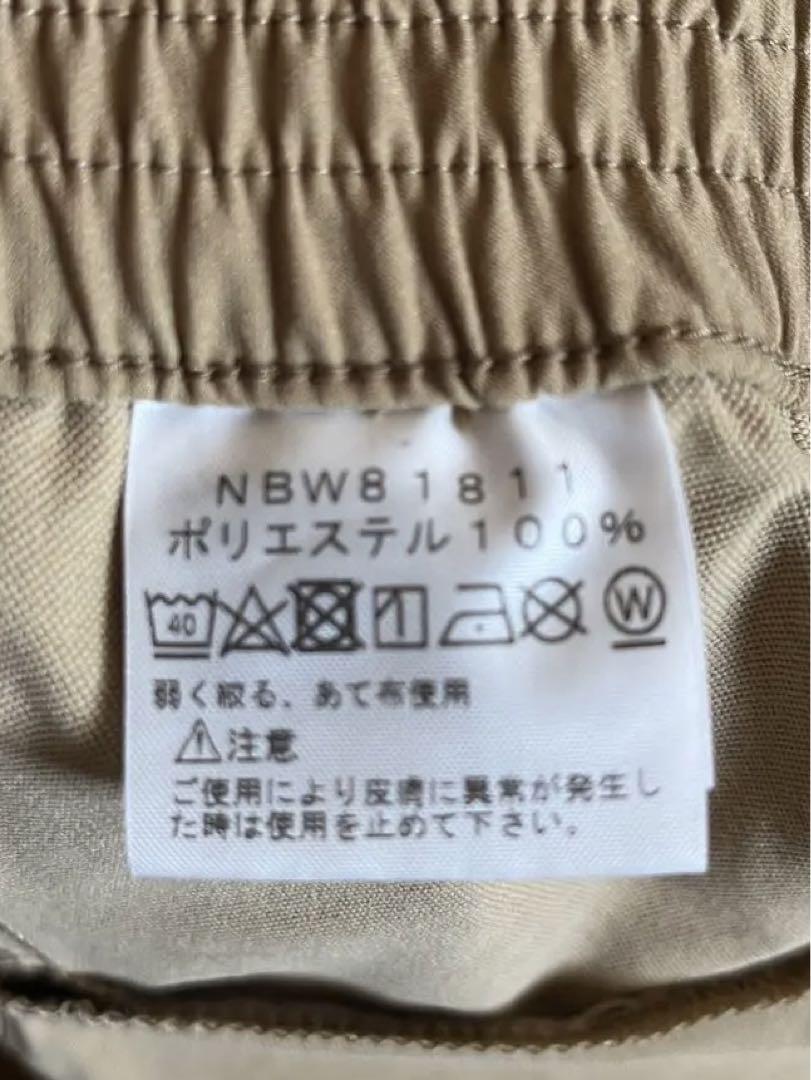 NBW81811
ポリエステル100%
40 W
弱く絞る、あて布使用
注意
ご使用により皮膚に異常が発生し
た時は使用を止めて下さい。